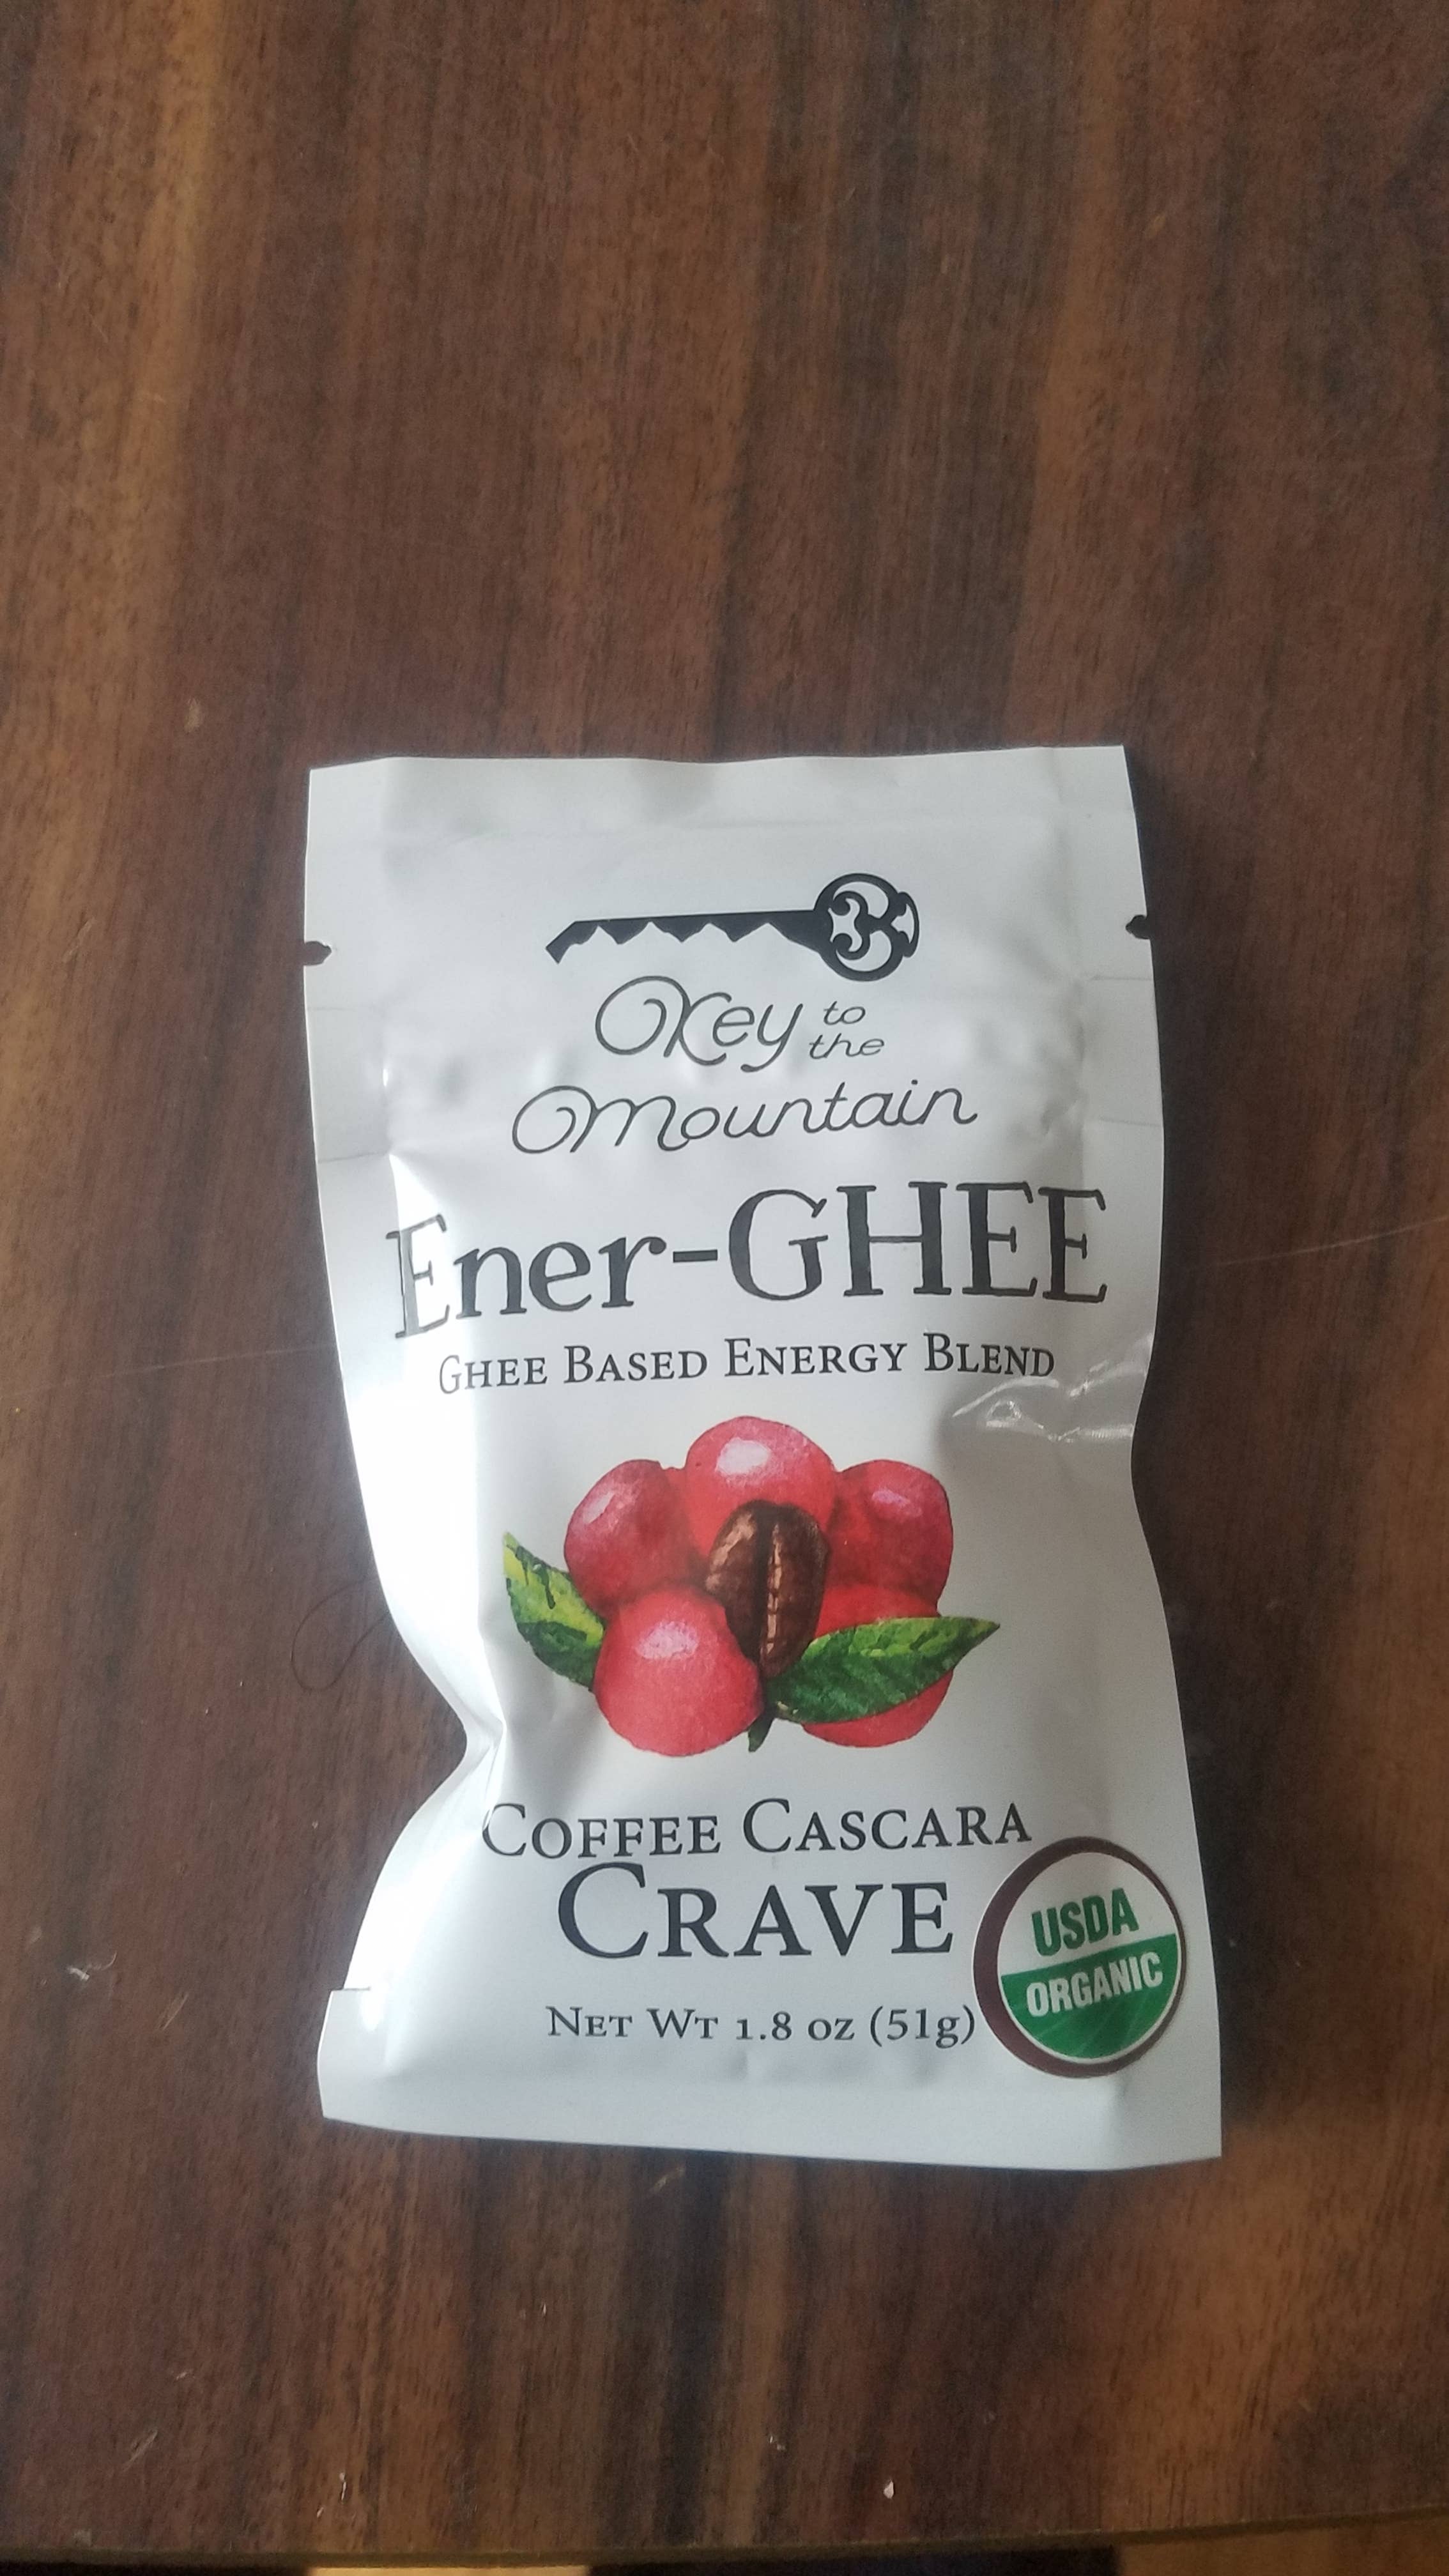 Key to the
Mountain
Ener-GHEE
GHEE BASED ENERGY BLEND
COFFEE CASCARA
CRAVE
NET WT 1.8 OZ (51g)
USDA
ORGANIC